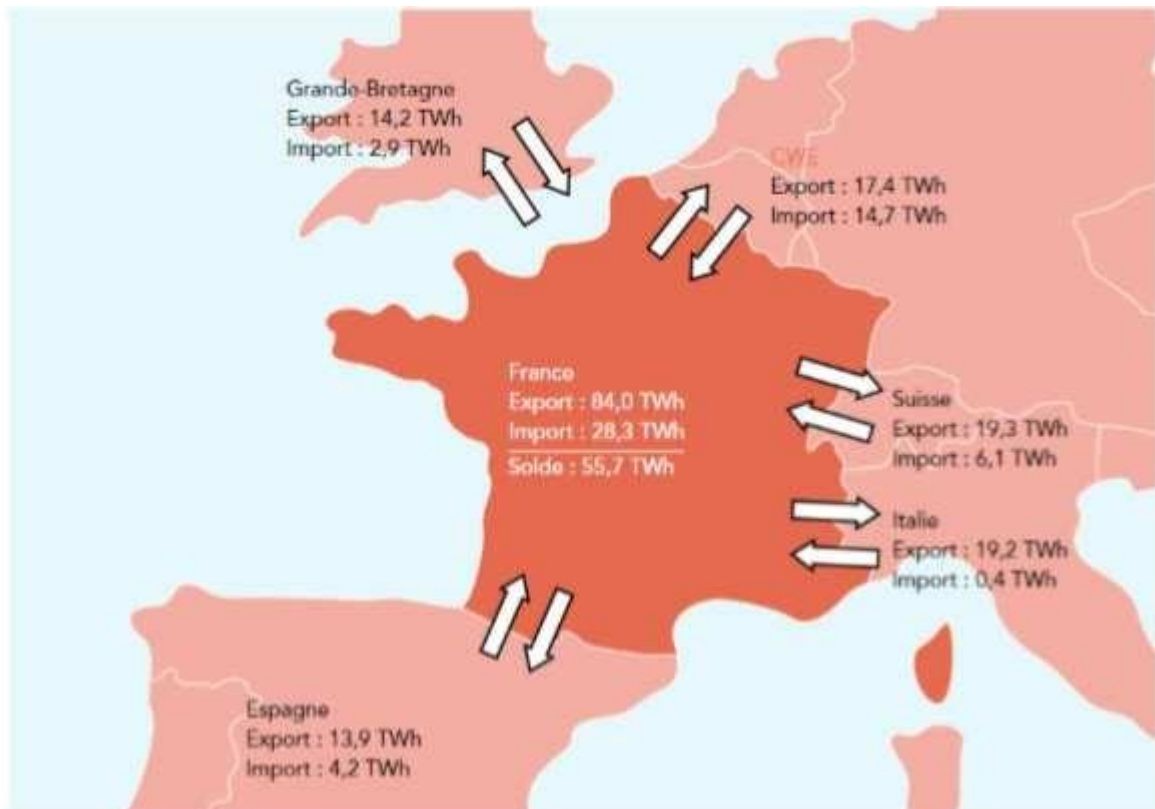 Grande-Bretagne
Export : 14,2 TWh
Import : 2,9 TWh
CWE
Export : 17,4 TWh
Import : 14,7 TWh
France
Export : 84,0 TWh
Import : 28,3 TWh
Solde : 55,7 TWh
Suisse
Export : 19,3 TWh
Import : 6,1 TWh
Italie
Export : 19,2 TWh
Import : 0,4 TWh
Espagne
Export : 13,9 TWh
Import : 4,2 TWh